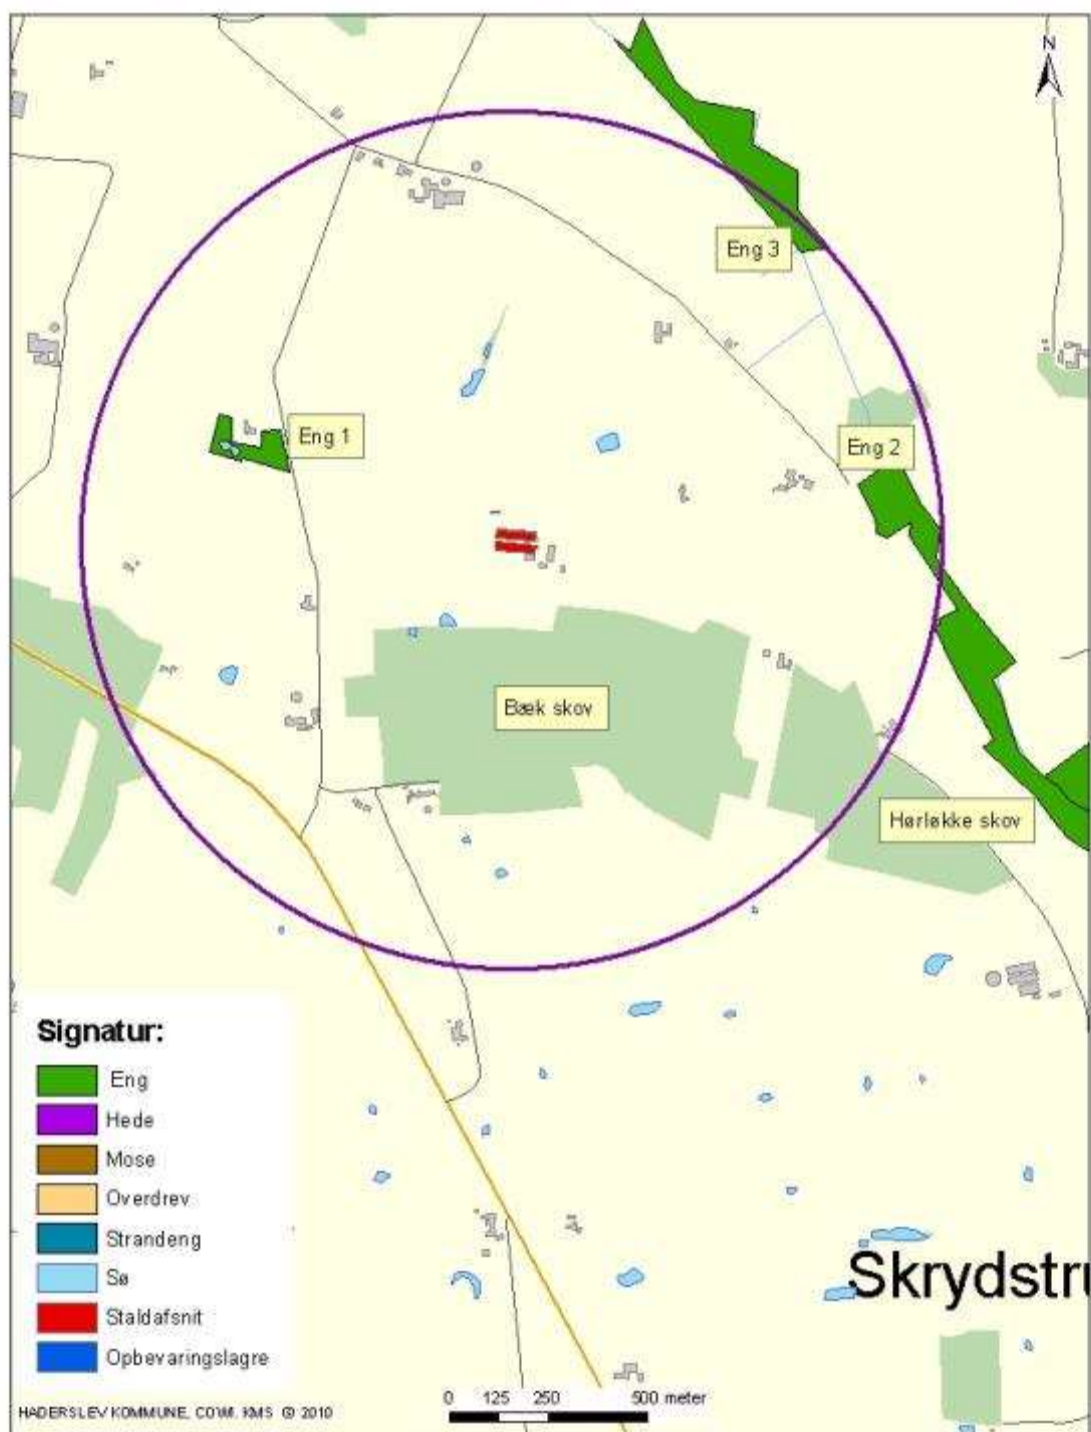 N
Eng 3
Eng 1
Eng 2
Bæk skov
Hørløkke skov
Signatur:
Eng
Hede
Mose
Overdrev
Strandeng
Sø
Staldafsnit
Opbevaringslagre
Skrydstru
0 125 250 500 meter
HADERSLEV KOMMUNE, COWI, KMS © 2010